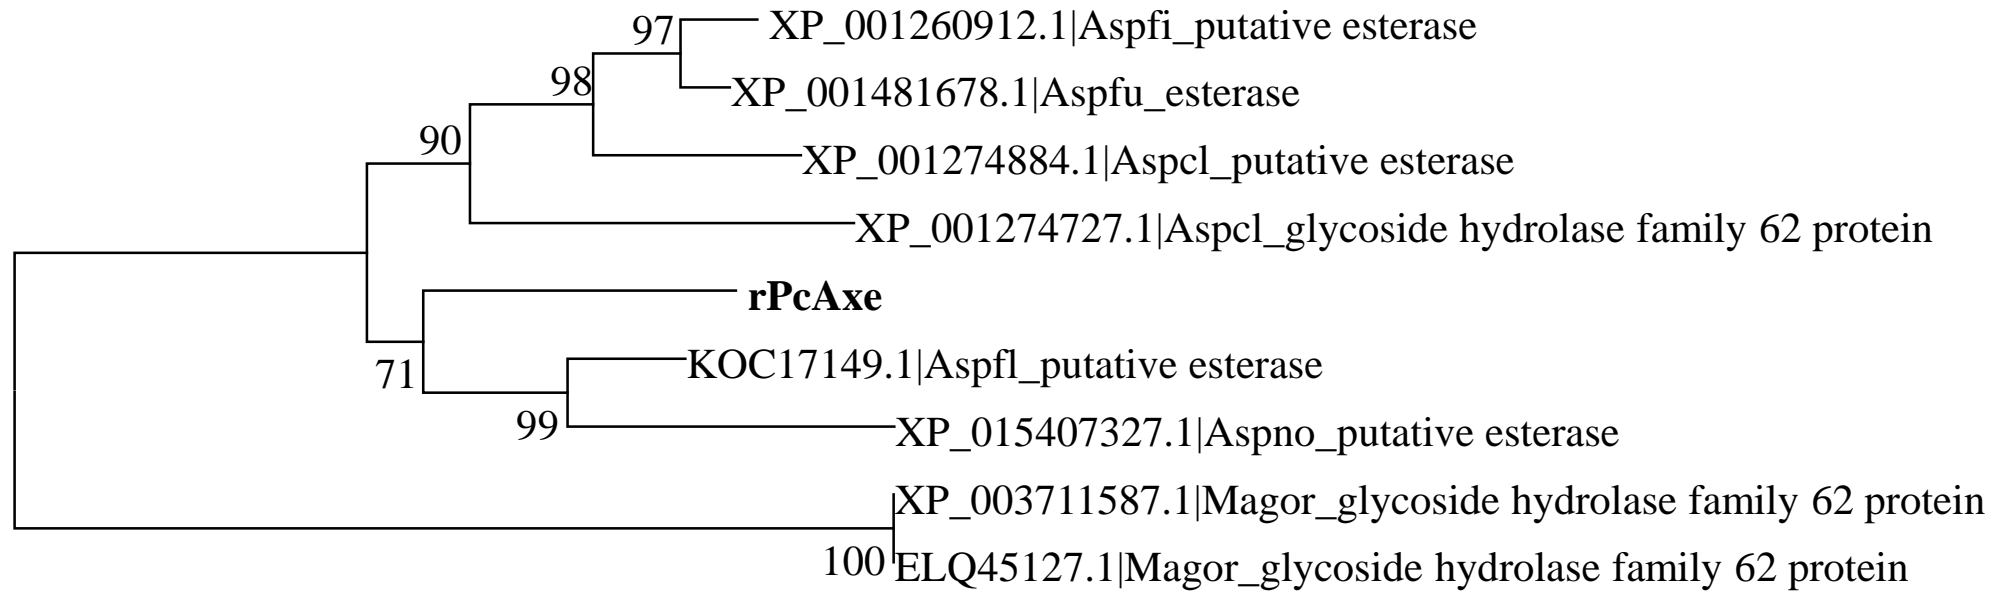 97
XP_001260912.1|Aspfi_putative esterase
98
XP_001481678.1|Aspfu_esterase
90
XP_001274884.1|Aspcl_putative esterase
XP_001274727.1|Aspcl_glycoside hydrolase family 62 protein
rPcAxe
71
KOC17149.1|Aspfl_putative esterase
99
XP_015407327.1|Aspno_putative esterase
XP_003711587.1|Magor_glycoside hydrolase family 62 protein
100
ELQ45127.1|Magor_glycoside hydrolase family 62 protein